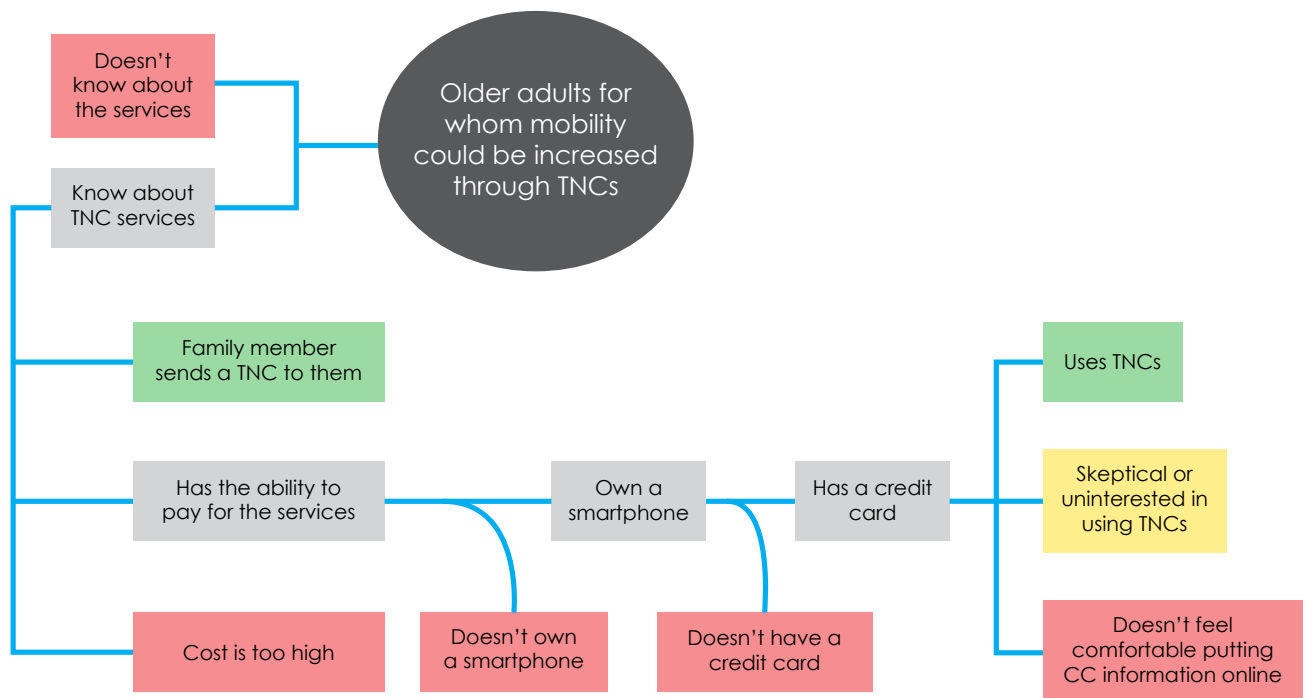 Doesn’t
know about
the services
Older adults for
whom mobility
could be increased
through TNCs
Know about
TNC services
Family member
sends a TNC to them
Uses TNCs
Has the ability to
pay for the services
Own a
smartphone
Has a credit
card
Skeptical or
uninterested in
using TNCs
Cost is too high
Doesn’t own
a smartphone
Doesn’t have a
credit card
Doesn’t feel
comfortable putting
CC information online